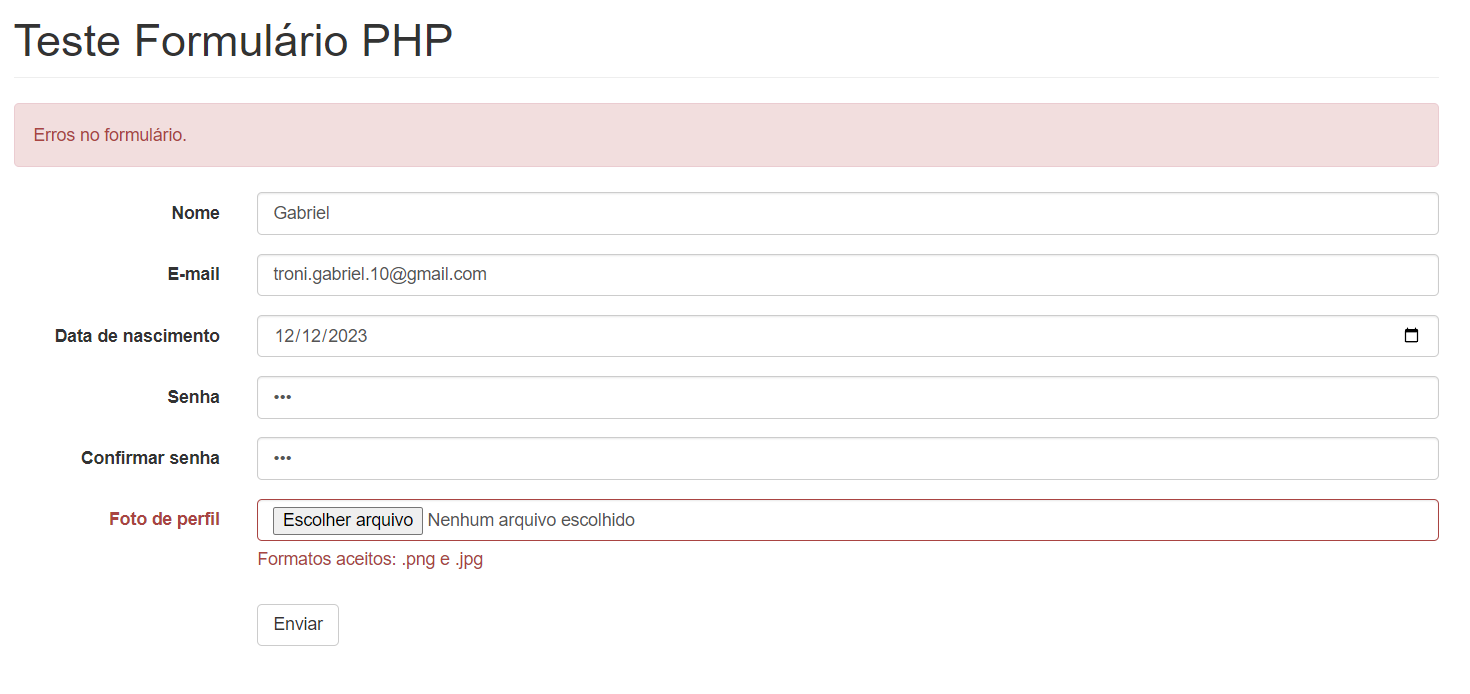 Teste Formulário PHP
Erros no formulário.
Nome Gabriel
E-mail troni.gabriel.10@gmail.com
Data de nascimento 12/12/2023
Senha •••
Confirmar senha •••
Foto de perfil Escolher arquivo Nenhum arquivo escolhido
Formatos aceitos: .png e .jpg
Enviar